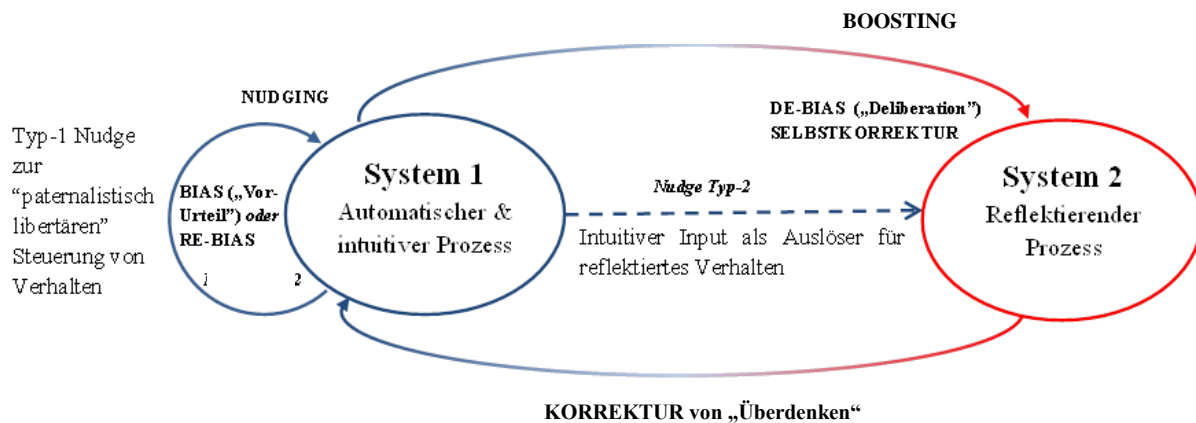 BOOSTING
NUDGING
DE-BIAS („Deliberation”)
SELBSTKORREKTUR
Typ-1 Nudge
zur
“paternalistisch
libertären”
Steuerung von
Verhalten
BIAS („Vor-
Urteil”) oder
RE-BIAS
1 2
System 1
Automatischer &
intuitiver Prozess
Nudge Typ-2
Intuitiver Input als Auslöser für
reflektiertes Verhalten
System 2
Reflektierender
Prozess
KORREKTUR von „Überdenken“